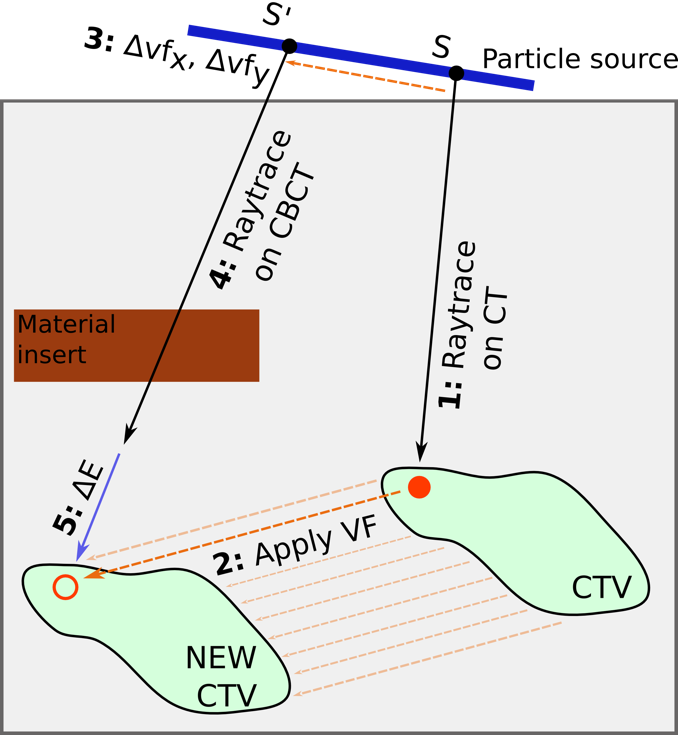 S'
S
Particle source
3: Δvfx, Δvfy
4: Raytrace
on CBCT
1: Raytrace
on CT
Material
insert
5: ΔE
2: Apply VF
CTV
NEW
CTV